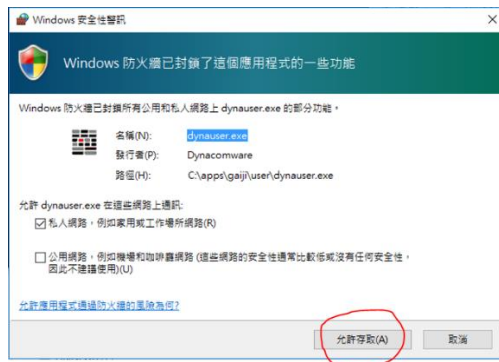 Windows 安全性警訊
Windows 防火牆已封鎖了這個應用程式的一些功能
Windows 防火牆已封鎖所有公用和私人網路上 dynauser.exe 的部分功能。
名稱(N): dynauser.exe
發行者(P): Dynacomware
路徑(H): C:\apps\gaiji\user\dynauser.exe
允許 dynauser.exe 在這些網路上通訊:
私人網路，例如家用或工作場所網路(R)
公用網路，例如機場和咖啡廳網路 (這些網路的安全性通常比較低或沒有任何安全性，
因此不建議使用)(U)
允許應用程式通過防火牆的風險為何?
允許存取(A) 取消